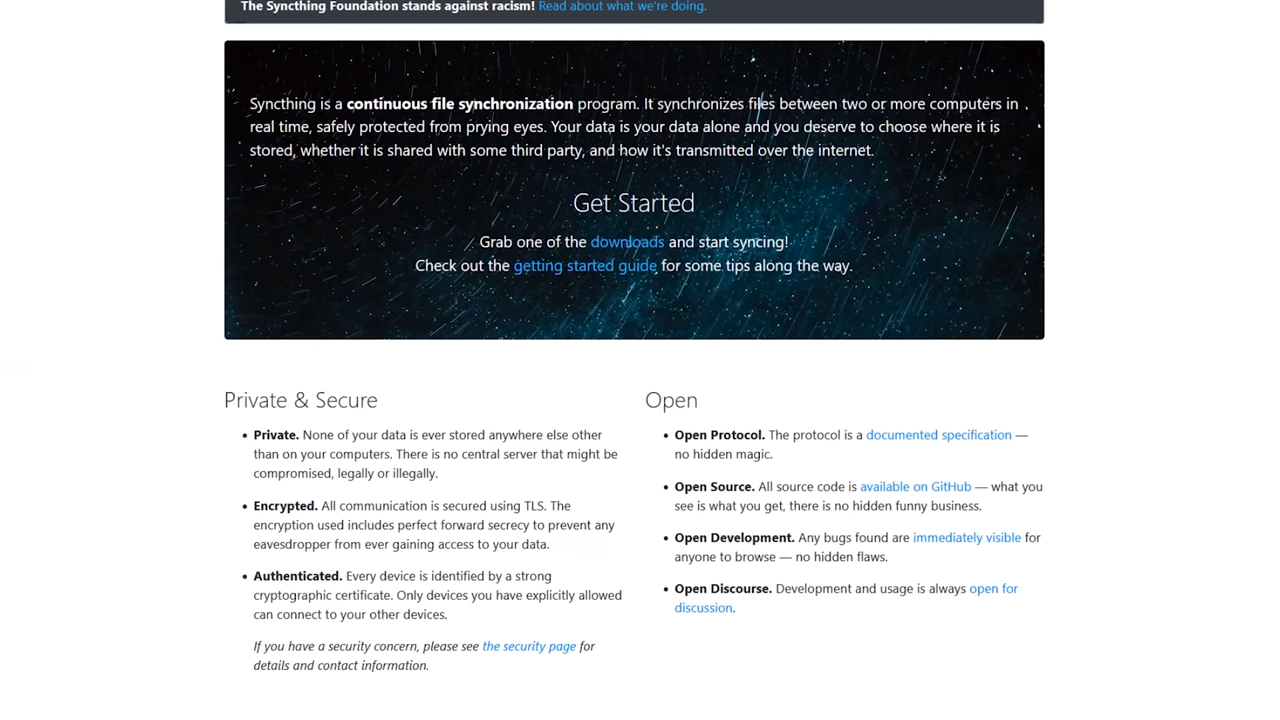 The Syncthing Foundation stands against racism! Read about what we're doing.
Syncthing is a continuous file synchronization program. It synchronizes files between two or more computers in
real time, safely protected from prying eyes. Your data is your data alone and you deserve to choose where it is
stored, whether it is shared with some third party, and how it's transmitted over the internet.
Get Started
Grab one of the downloads and start syncing!
Check out the getting started guide for some tips along the way.
Private & Secure
• Private. None of your data is ever stored anywhere else other
than on your computers. There is no central server that might be
compromised, legally or illegally.
• Encrypted. All communication is secured using TLS. The
encryption used includes perfect forward secrecy to prevent any
eavesdropper from ever gaining access to your data.
• Authenticated. Every device is identified by a strong
cryptographic certificate. Only devices you have explicitly allowed
can connect to your other devices.
If you have a security concern, please see the security page for
details and contact information.
Open
• Open Protocol. The protocol is a documented specification —
no hidden magic.
• Open Source. All source code is available on GitHub — what you
see is what you get, there is no hidden funny business.
• Open Development. Any bugs found are immediately visible for
anyone to browse — no hidden flaws.
• Open Discourse. Development and usage is always open for
discussion.